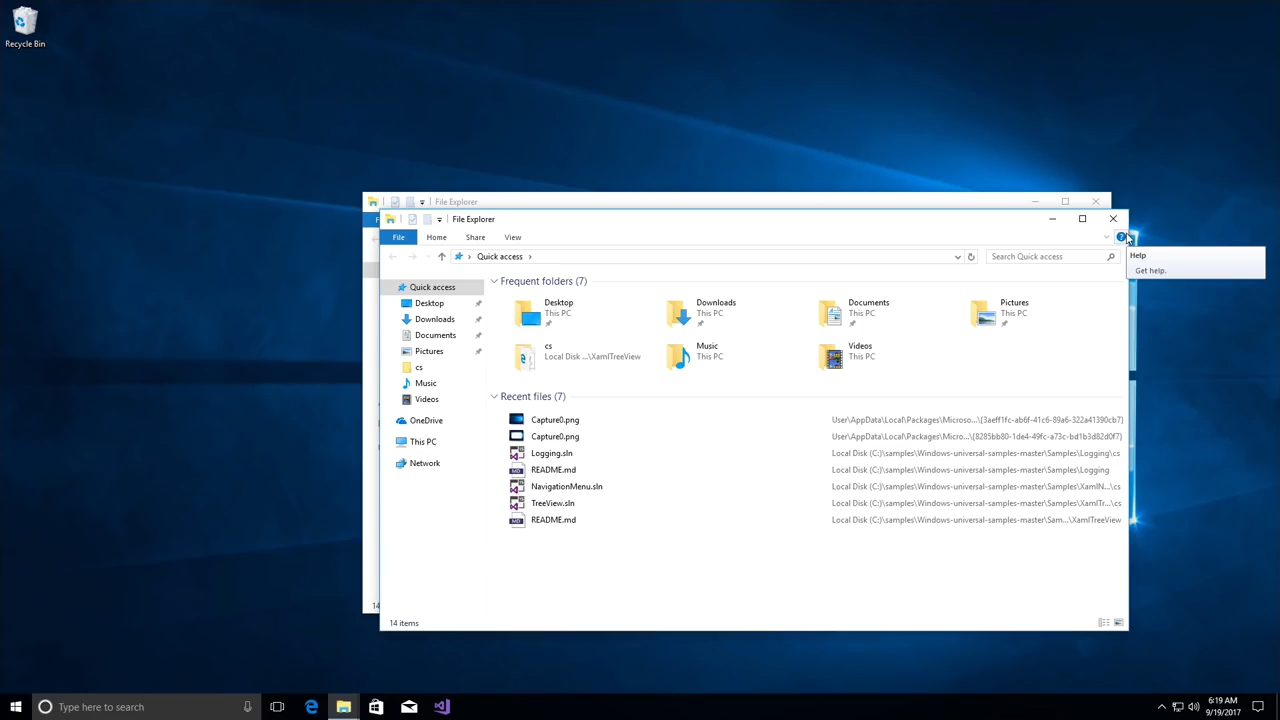 Recycle Bin
File Explorer
File Explorer
File
Home
Share
View
Help
Get help.
Quick access
Search Quick access
Quick access
Desktop
Downloads
Documents
Pictures
cs
Music
Videos
OneDrive
This PC
Network
Frequent folders (7)
Desktop
This PC
Downloads
This PC
Documents
This PC
Pictures
This PC
cs
Local Disk ...\XamlTreeView
Music
This PC
Videos
This PC
Recent files (7)
Capture0.png User\AppData\Local\Packages\Microso...\{3aeff1fc-ab6f-41c6-89a6-322a41390cb7}
Capture0.png User\AppData\Local\Packages\Micro...\{8285bb80-1de4-49fc-a73c-bd1b3d82d0f7}
Logging.sln Local Disk (C:)\samples\Windows-universal-samples-master\Samples\Logging\cs
README.md Local Disk (C:)\samples\Windows-universal-samples-master\Samples\Logging
NavigationMenu.sln Local Disk (C:)\samples\Windows-universal-samples-master\Samples\XamlN...\cs
TreeView.sln Local Disk (C:)\samples\Windows-universal-samples-master\Samples\XamlTr...\cs
README.md Local Disk (C:)\samples\Windows-universal-samples-master\Sam...\XamlTreeView
14
14 items
Type here to search
6:19 AM
9/19/2017